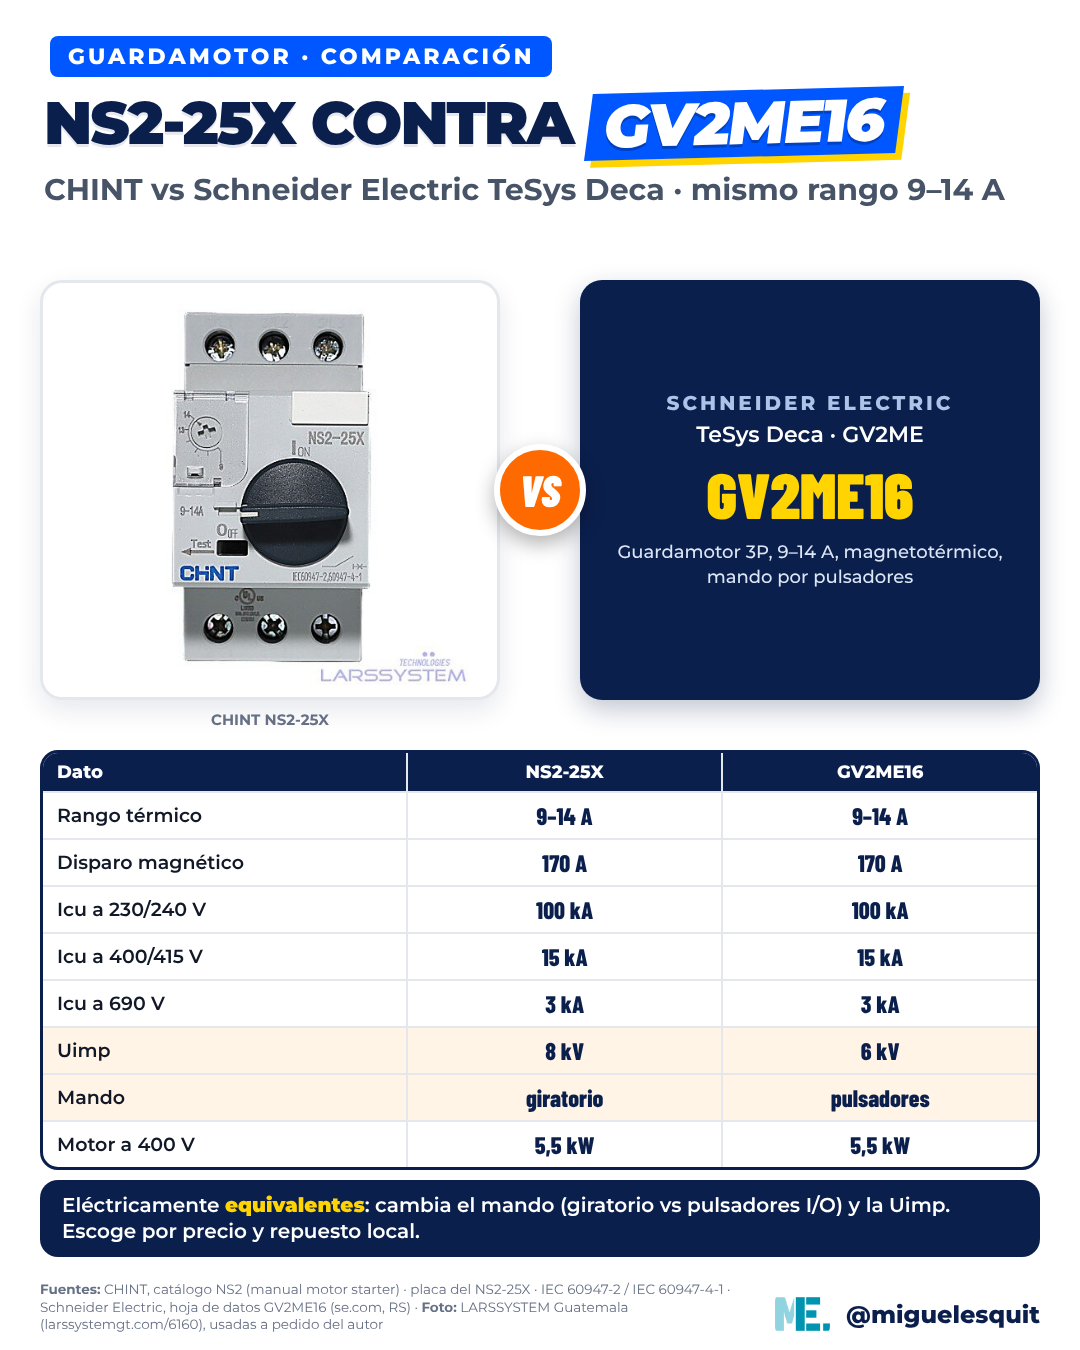 GUARDAMOTOR · COMPARACIÓN
NS2-25X CONTRA GV2ME16
CHINT vs Schneider Electric TeSys Deca · mismo rango 9–14 A
14
13
9
NS2-25X
I ON
9-14A
O OFF
Test
CHNT
IEC60947-2,60947-4-1
TECHNOLOGIES
LARSSYSTEM
CHINT NS2-25X
VS
SCHNEIDER ELECTRIC
TeSys Deca · GV2ME
GV2ME16
Guardamotor 3P, 9–14 A, magnetotérmico,
mando por pulsadores
Dato NS2-25X GV2ME16
Rango térmico 9–14 A 9–14 A
Disparo magnético 170 A 170 A
Icu a 230/240 V 100 kA 100 kA
Icu a 400/415 V 15 kA 15 kA
Icu a 690 V 3 kA 3 kA
Uimp 8 kV 6 kV
Mando giratorio pulsadores
Motor a 400 V 5,5 kW 5,5 kW
Eléctricamente equivalentes: cambia el mando (giratorio vs pulsadores I/O) y la Uimp.
Escoge por precio y repuesto local.
Fuentes: CHINT, catálogo NS2 (manual motor starter) · placa del NS2-25X · IEC 60947-2 / IEC 60947-4-1 ·
Schneider Electric, hoja de datos GV2ME16 (se.com, RS) · Foto: LARSSYSTEM Guatemala
(larssystemgt.com/6160), usadas a pedido del autor
ME. @miguelesquit